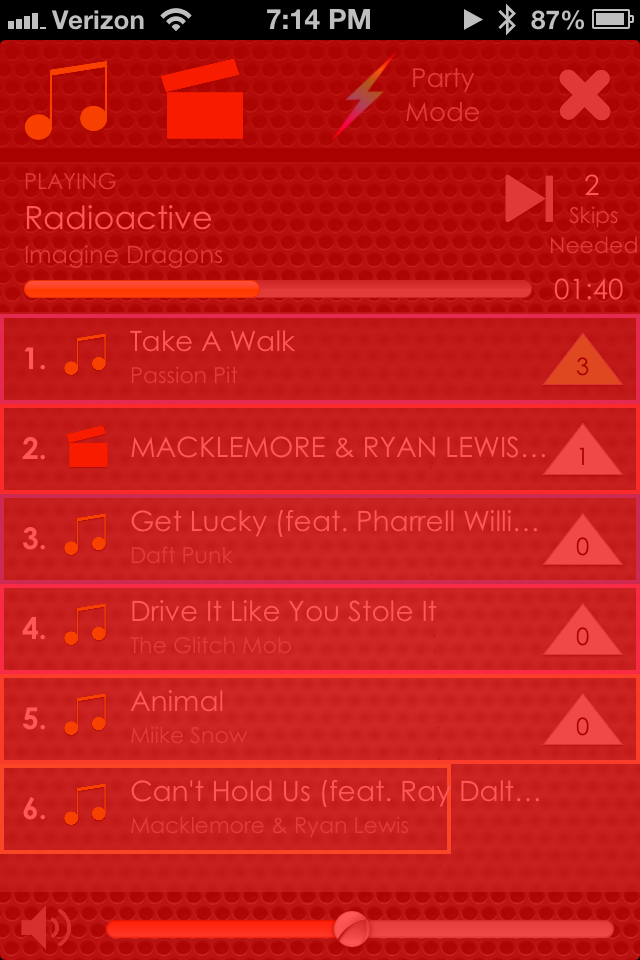 Verizon 7:14 PM 87%
Party
Mode
PLAYING
Radioactive
Imagine Dragons
2
Skips
Needed
01:40
1. Take A Walk
Passion Pit
3
2. MACKLEMORE & RYAN LEWIS...
1
3. Get Lucky (feat. Pharrell Willi...
Daft Punk
0
4. Drive It Like You Stole It
The Glitch Mob
0
5. Animal
Miike Snow
0
6. Can't Hold Us (feat. Ray Dalt...
Macklemore & Ryan Lewis